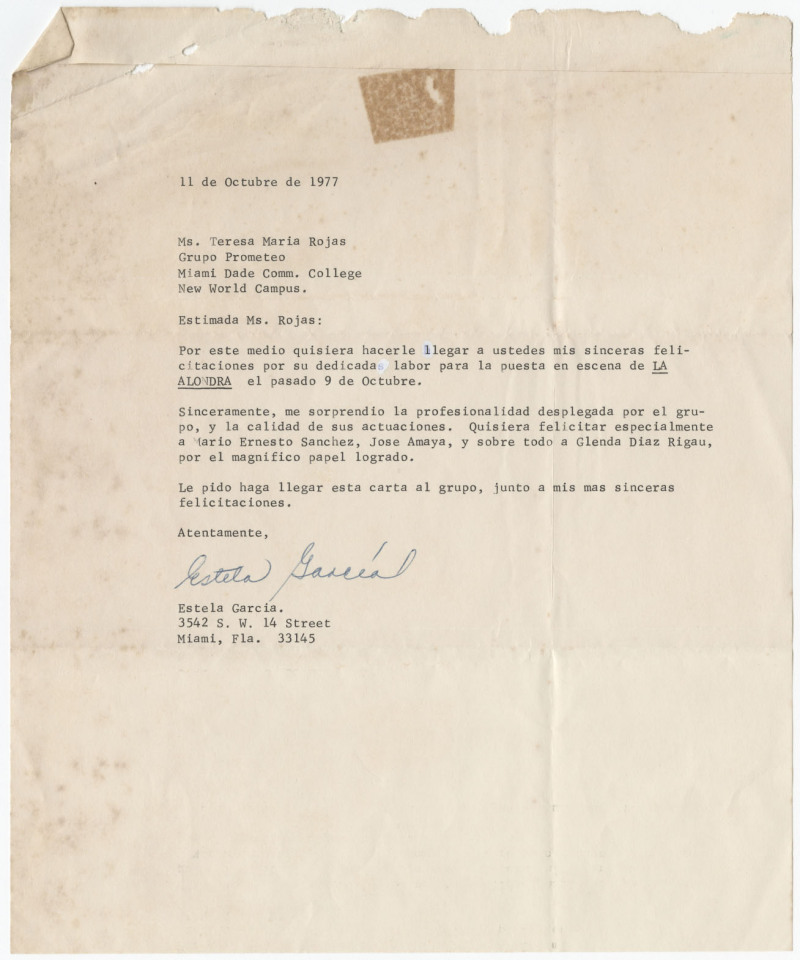 11 de Octubre de 1977
Ms. Teresa Maria Rojas
Grupo Prometeo
Miami Dade Comm. College
New World Campus.
Estimada Ms. Rojas:
Por este medio quisiera hacerle llegar a ustedes mis sinceras feli-
citaciones por su dedicada labor para la puesta en escena de LA
ALONDRA el pasado 9 de Octubre.
Sinceramente, me sorprendio la profesionalidad desplegada por el gru-
po, y la calidad de sus actuaciones. Quisiera felicitar especialmente
a Mario Ernesto Sanchez, Jose Amaya, y sobre todo a Glenda Diaz Rigau,
por el magnifico papel logrado.
Le pido haga llegar esta carta al grupo, junto a mis mas sinceras
felicitaciones.
Atentamente,
Estela García
Estela García.
3542 S. W. 14 Street
Miami, Fla. 33145